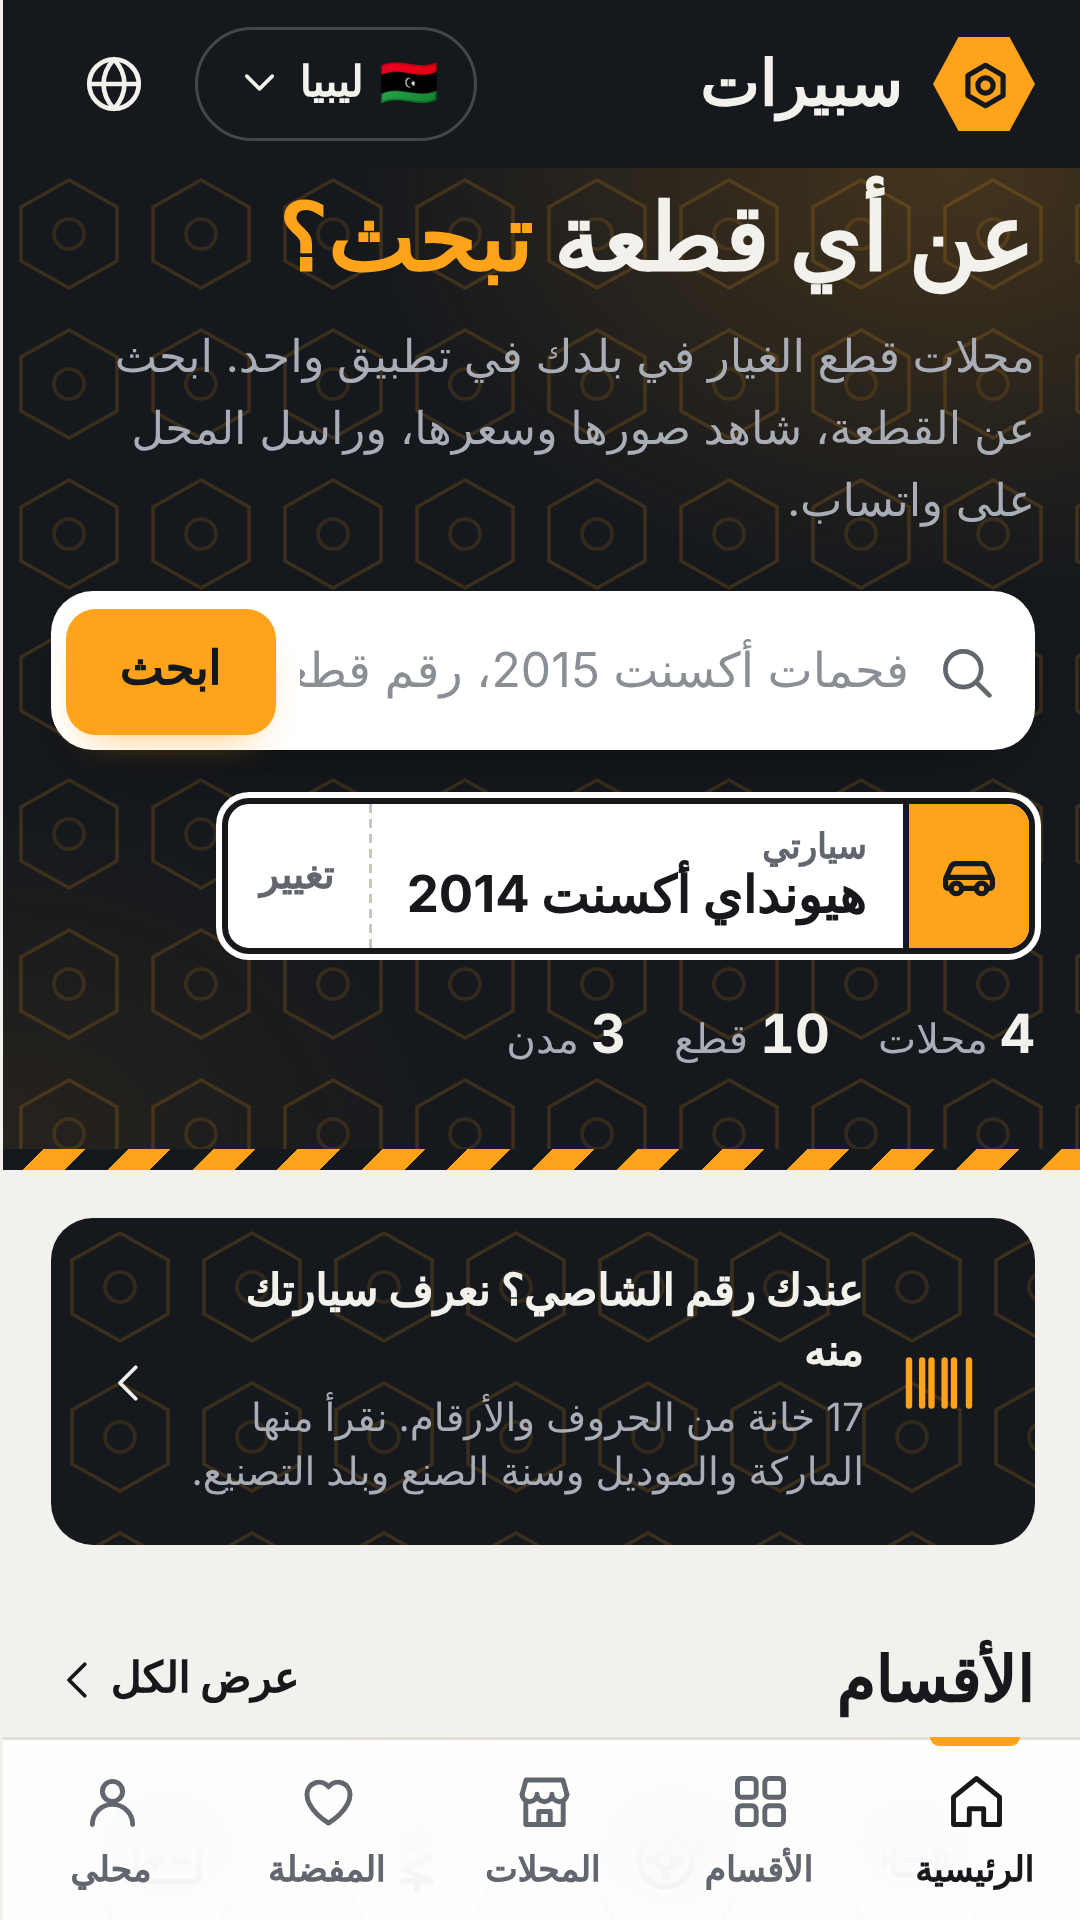 سبيرات
ليبيا
عن أي قطعة تبحث؟
محلات قطع الغيار في بلدك في تطبيق واحد. ابحث
عن القطعة، شاهد صورها وسعرها، وراسل المحل
على واتساب.
فحمات أكسنت 2015، رقم قطع
ابحث
سيارتي
هيونداي أكسنت 2014
تغيير
4 محلات 10 قطع 3 مدن
عندك رقم الشاصي؟ نعرف سيارتك
منه
17 خانة من الحروف والأرقام. نقرأ منها
الماركة والموديل وسنة الصنع وبلد التصنيع.
الأقسام
عرض الكل
الرئيسية
الأقسام
المحلات
المفضلة
محلي